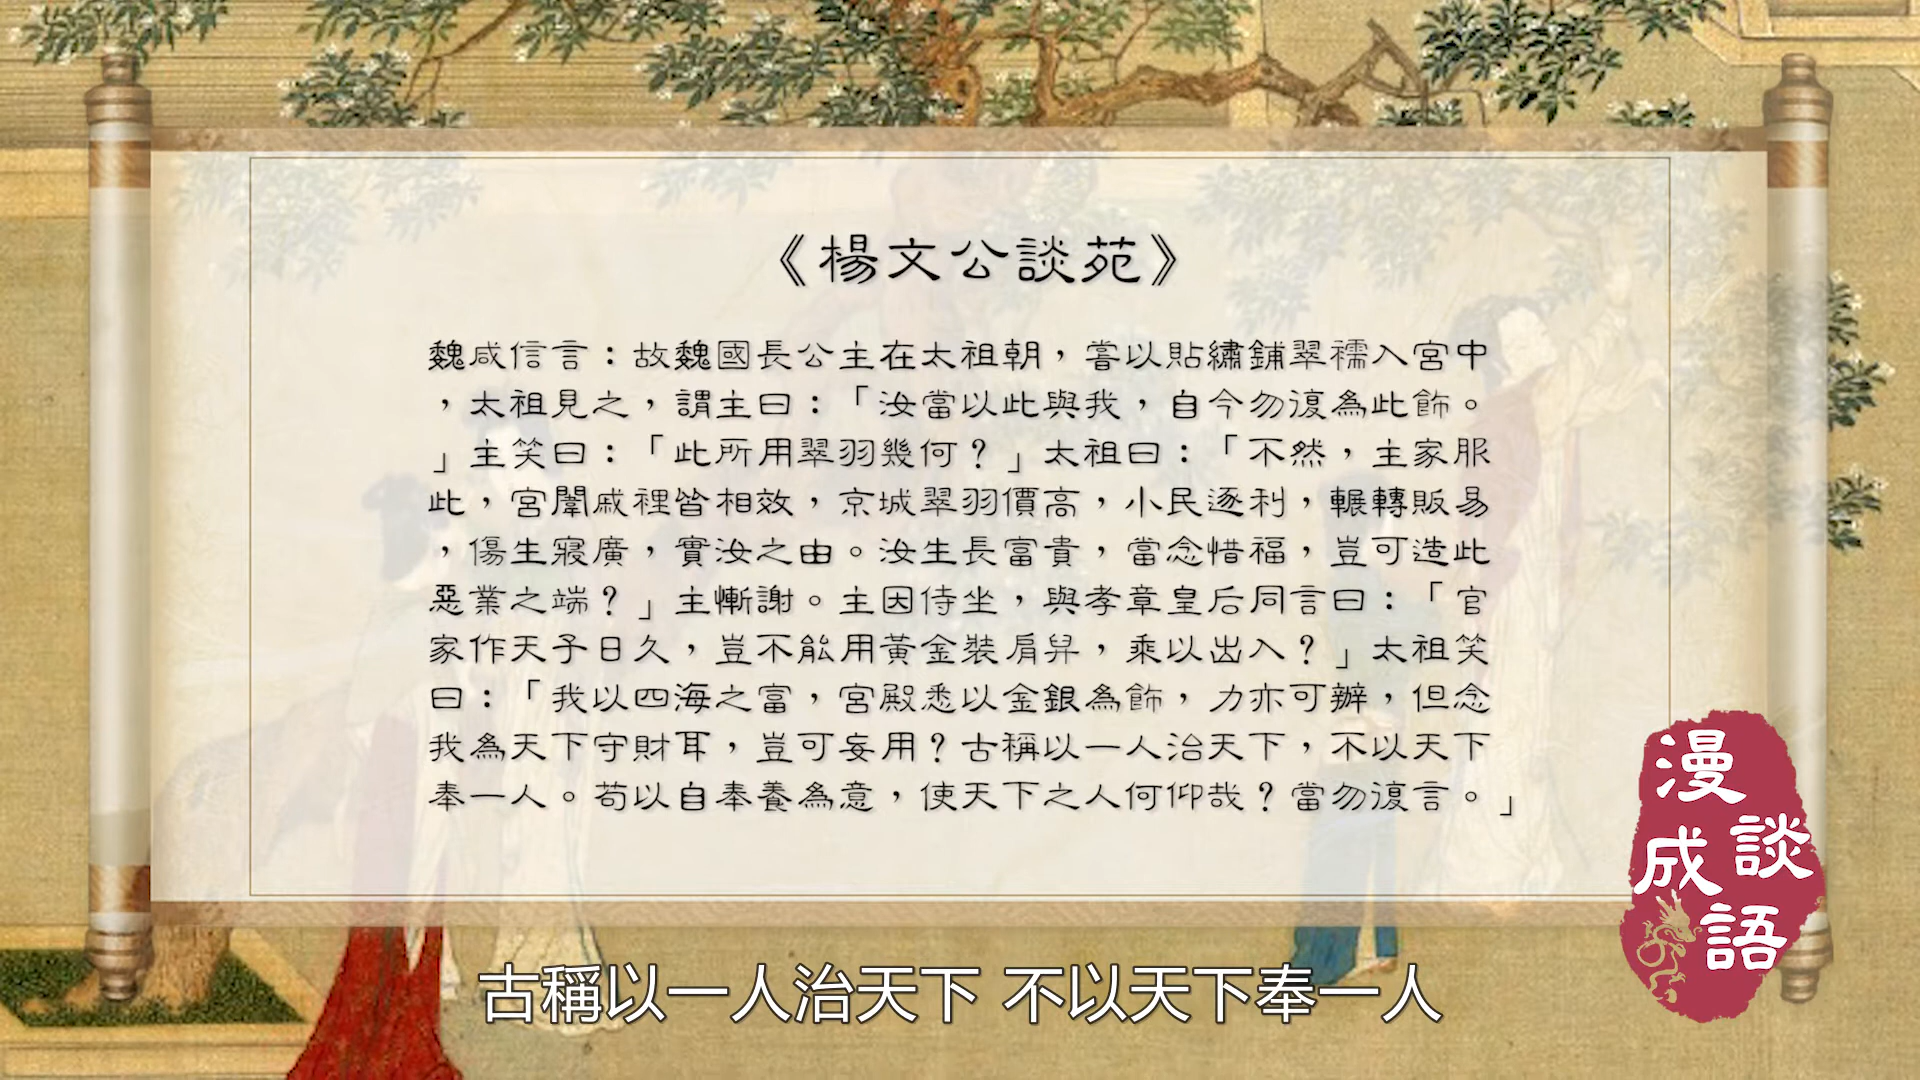 《楊文公談苑》
魏咸信言：故魏國長公主在太祖朝，嘗以貼繡鋪翠襦入宮中
，太祖見之，謂主曰：「汝當以此與我，自今勿復為此飾。
」主笑曰：「此所用翠羽幾何？」太祖曰：「不然，主家服
此，宮闈戚裡皆相效，京城翠羽價高，小民逐利，輾轉販易
，傷生寢廣，實汝之由。汝生長富貴，當念惜福，豈可造此
惡業之端？」主慚謝。主因侍坐，與孝章皇后同言曰：「官
家作天子日久，豈不能用黃金裝肩舁，乘以出入？」太祖笑
曰：「我以四海之富，宮殿悉以金銀為飾，力亦可辦，但念
我為天下守財耳，豈可妄用？古稱以一人治天下，不以天下
奉一人。苟以自奉養為意，使天下之人何仰哉？當勿復言。」
漫談成語
古稱以一人治天下 不以天下奉一人